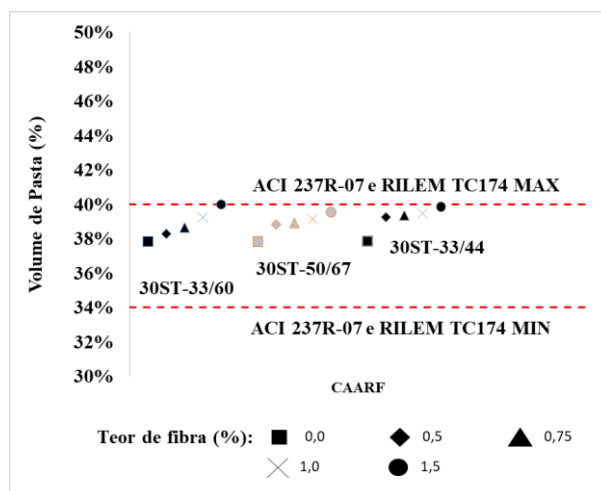 Volume de Pasta (%)
50%
48%
46%
44%
42%
40%
38%
36%
34%
32%
30%
ACI 237R-07 e RILEM TC174 MAX
30ST-33/60
30ST-50/67
30ST-33/44
ACI 237R-07 e RILEM TC174 MIN
CAARF
Teor de fibra (%): 0,0 0,5 0,75
1,0 1,5